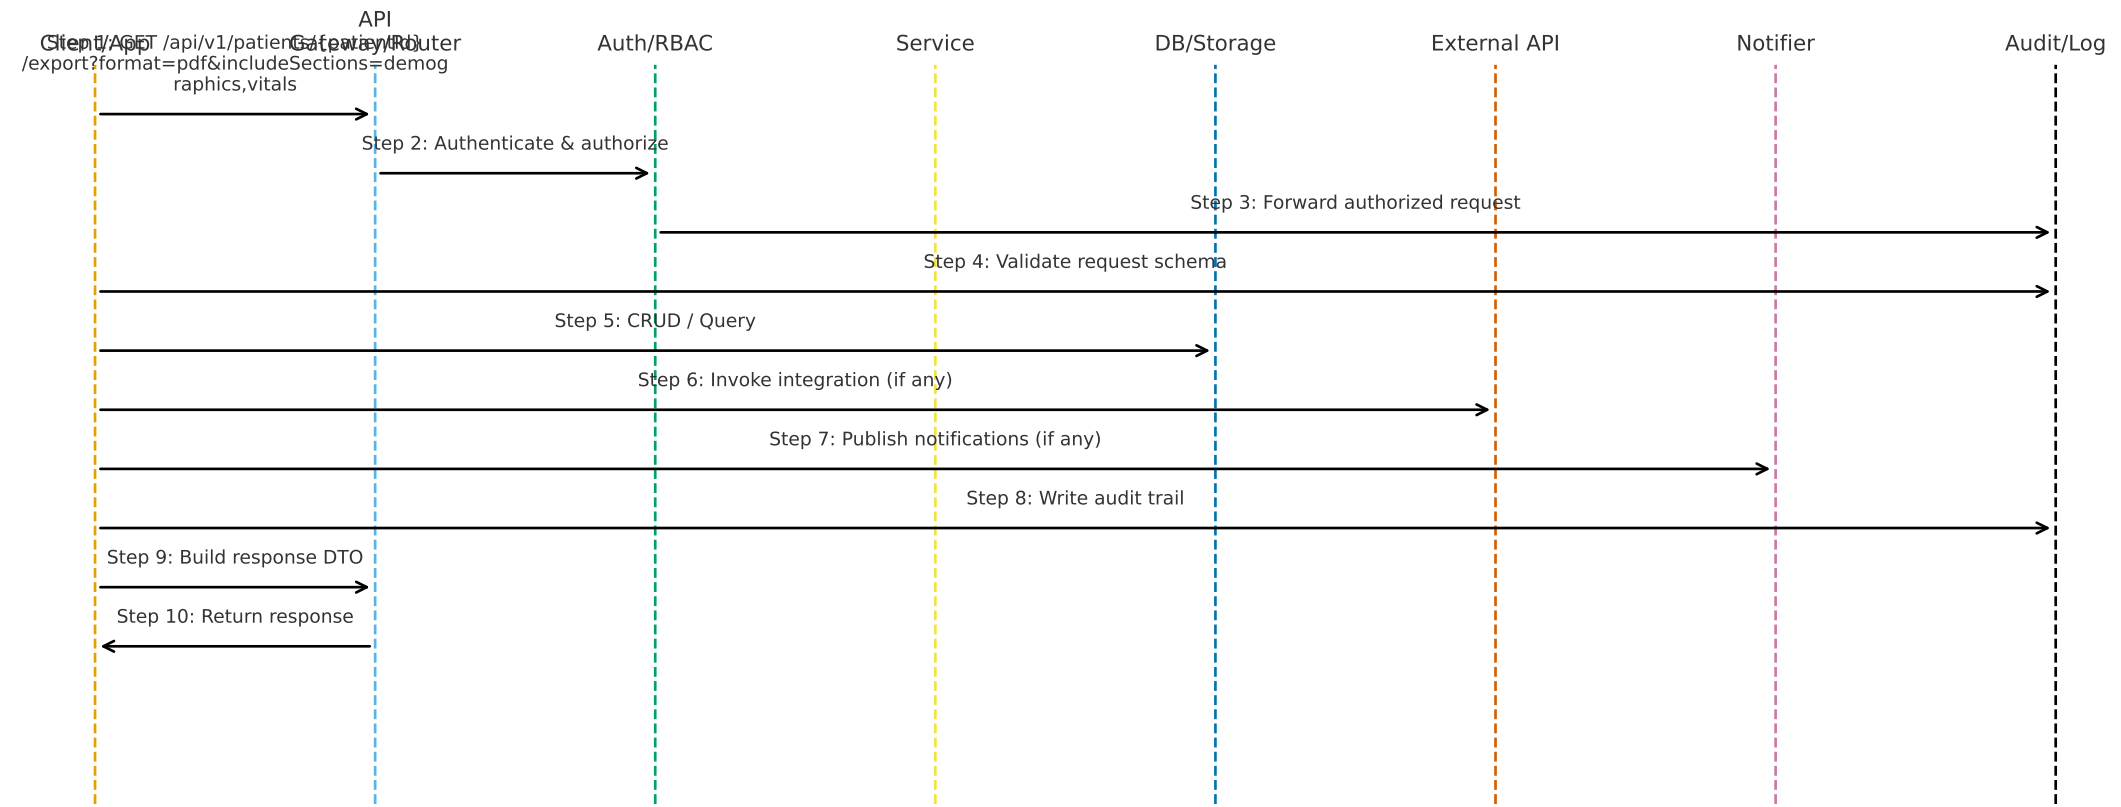 API
Client/App
Gateway/Router
Auth/RBAC
Service
DB/Storage
External API
Notifier
Audit/Log
Step 1: GET /api/v1/patients/{patientId}
/export?format=pdf&includeSections=demog
raphics,vitals
Step 2: Authenticate & authorize
Step 3: Forward authorized request
Step 4: Validate request schema
Step 5: CRUD / Query
Step 6: Invoke integration (if any)
Step 7: Publish notifications (if any)
Step 8: Write audit trail
Step 9: Build response DTO
Step 10: Return response